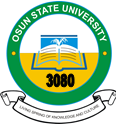 OSUN STATE UNIVERSITY
3080
LIVING SPRING OF KNOWLEDGE AND CULTURE